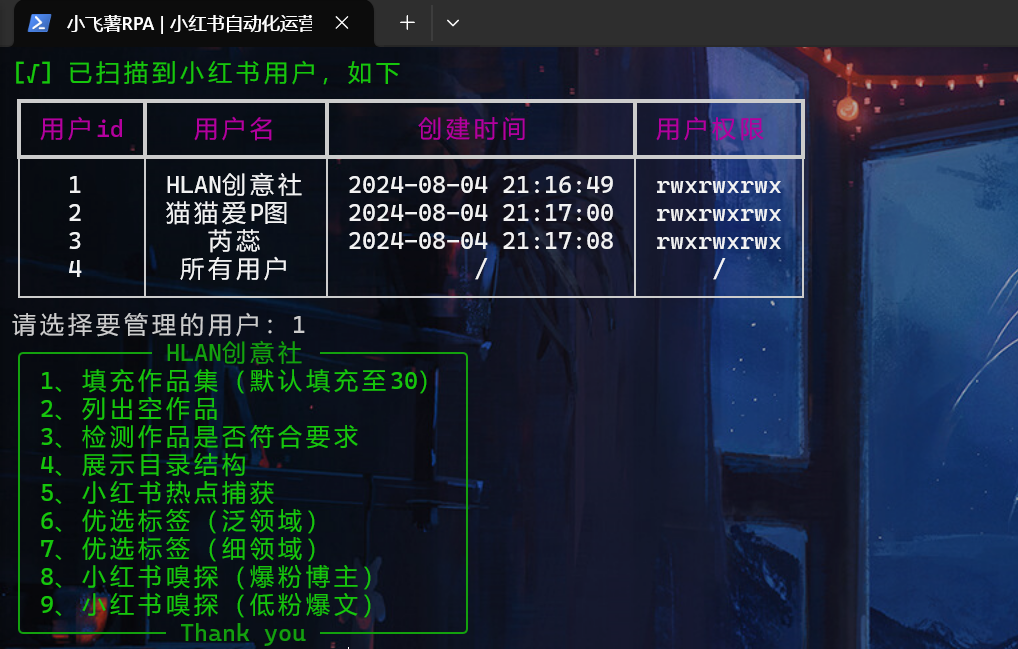 小飞薯RPA | 小红书自动化运营
[√] 已扫描到小红书用户, 如下
用户id 用户名 创建时间 用户权限
1 HLAN创意社 2024-08-04 21:16:49 rwxrwxrwx
2 猫猫爱P图 2024-08-04 21:17:00 rwxrwxrwx
3 芮蕊 2024-08-04 21:17:08 rwxrwxrwx
4 所有用户 / /
请选择要管理的用户: 1
HLAN创意社
1、填充作品集 (默认填充至30)
2、列出空作品
3、检测作品是否符合要求
4、展示目录结构
5、小红书热点捕获
6、优选标签 (泛领域)
7、优选标签 (细领域)
8、小红书嗅探 (爆粉博主)
9、小红书嗅探 (低粉爆文)
Thank you